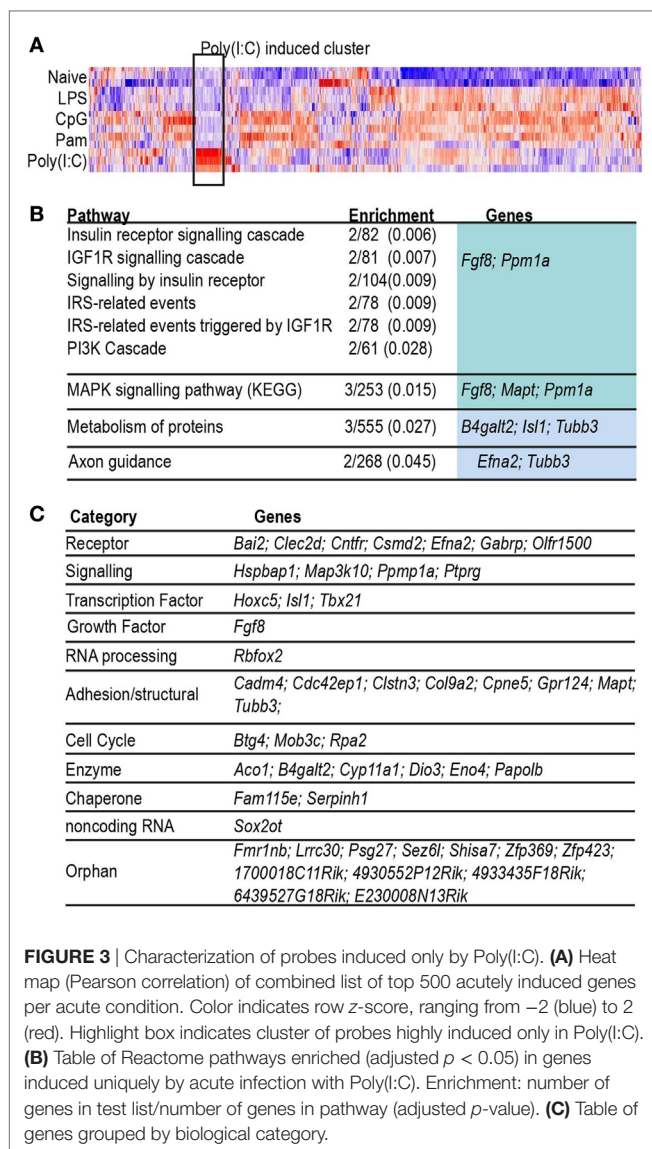 A
Poly(I:C) induced cluster
Naive
LPS
CpG
Pam
Poly(I:C)
B
Pathway Enrichment Genes
Insulin receptor signalling cascade 2/82 (0.006)
IGF1R signalling cascade 2/81 (0.007) Fgf8; Ppm1a
Signalling by insulin receptor 2/104(0.009)
IRS-related events 2/78 (0.009)
IRS-related events triggered by IGF1R 2/78 (0.009)
PI3K Cascade 2/61 (0.028)
MAPK signalling pathway (KEGG) 3/253 (0.015) Fgf8; Mapt; Ppm1a
Metabolism of proteins 3/555 (0.027) B4galt2; Isl1; Tubb3
Axon guidance 2/268 (0.045) Efna2; Tubb3
C
Category Genes
Receptor Bai2; Clec2d; Cntfr; Csmd2; Efna2; Gabrp; Olfr1500
Signalling Hspbap1; Map3k10; Ppmp1a; Ptprg
Transcription Factor Hoxc5; Isl1; Tbx21
Growth Factor Fgf8
RNA processing Rbfox2
Adhesion/structural Cadm4; Cdc42ep1; Clstn3; Col9a2; Cpne5; Gpr124; Mapt;
Tubb3;
Cell Cycle Btg4; Mob3c; Rpa2
Enzyme Aco1; B4galt2; Cyp11a1; Dio3; Eno4; Papolb
Chaperone Fam115e; Serpinh1
noncoding RNA Sox2ot
Orphan Fmr1nb; Lrrc30; Psg27; Sez6l; Shisa7; Zfp369; Zfp423;
1700018C11Rik; 4930552P12Rik; 4933435F18Rik;
6439527G18Rik; E230008N13Rik
FIGURE 3 | Characterization of probes induced only by Poly(I:C). (A) Heat
map (Pearson correlation) of combined list of top 500 acutely induced genes
per acute condition. Color indicates row z-score, ranging from −2 (blue) to 2
(red). Highlight box indicates cluster of probes highly induced only in Poly(I:C).
(B) Table of Reactome pathways enriched (adjusted p < 0.05) in genes
induced uniquely by acute infection with Poly(I:C). Enrichment: number of
genes in test list/number of genes in pathway (adjusted p-value). (C) Table of
genes grouped by biological category.